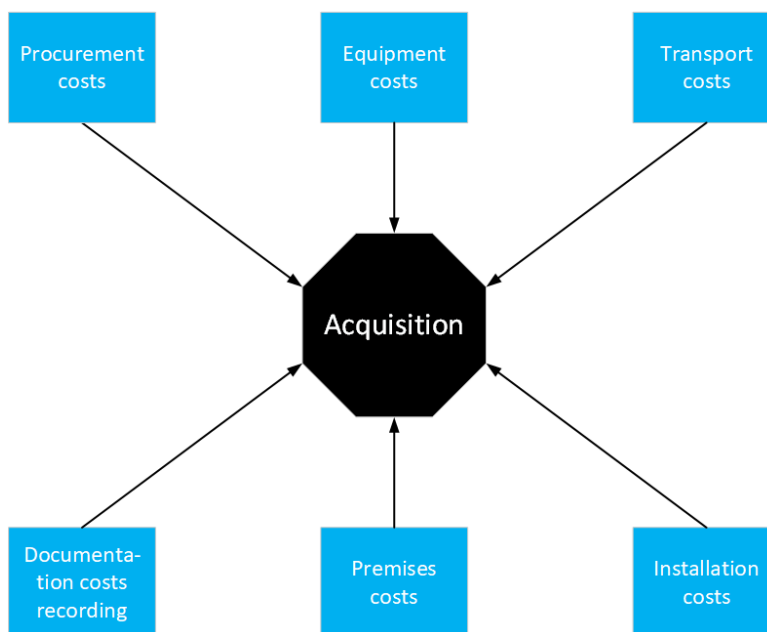 Procurement
costs
Equipment
costs
Transport
costs
Acquisition
Documenta-
tion costs
recording
Premises
costs
Installation
costs